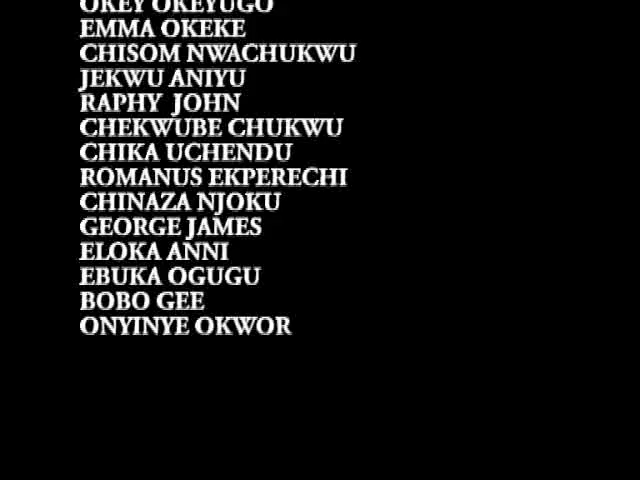 OKEY OKEYUGO
EMMA OKEKE
CHISOM NWACHUKWU
JEKWU ANIYU
RAPHY JOHN
CHEKWUBE CHUKWU
CHIKA UCHENDU
ROMANUS EKPERECHI
CHINAZA NJOKU
GEORGE JAMES
ELOKA ANNI
EBUKA OGUGU
BOBO GEE
ONYINYE OKWOR